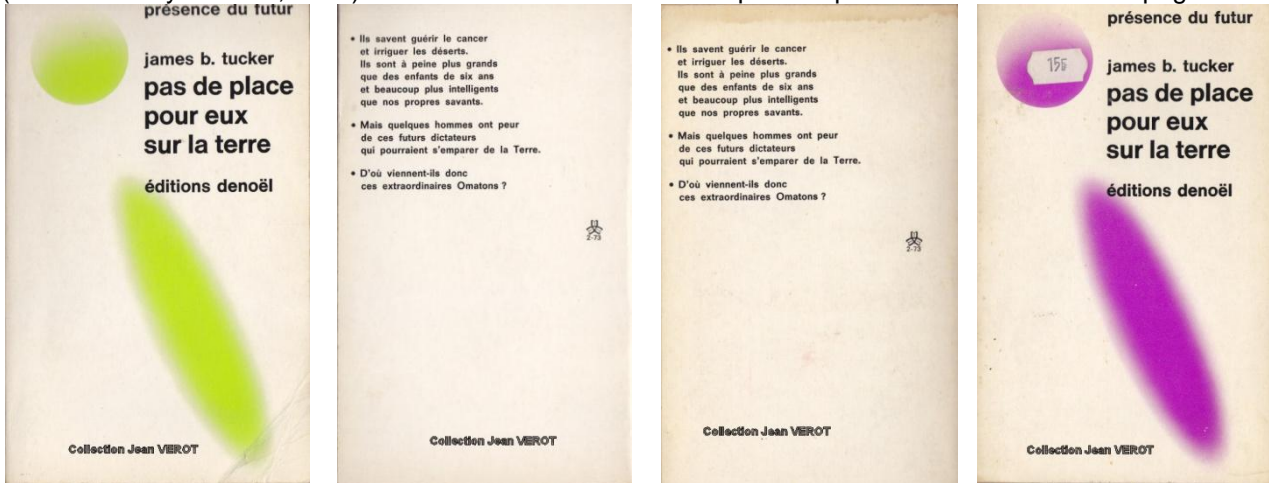 présence du futur
james b. tucker
pas de place
pour eux
sur la terre
éditions denoël
Collection Jean VEROT
• Ils savent guérir le cancer
et irriguer les déserts.
Ils sont à peine plus grands
que des enfants de six ans
et beaucoup plus intelligents
que nos propres savants.
• Mais quelques hommes ont peur
de ces futurs dictateurs
qui pourraient s'emparer de la Terre.
• D'où viennent-ils donc
ces extraordinaires Omatons ?
2-73
Collection Jean VEROT
• Ils savent guérir le cancer
et irriguer les déserts.
Ils sont à peine plus grands
que des enfants de six ans
et beaucoup plus intelligents
que nos propres savants.
• Mais quelques hommes ont peur
de ces futurs dictateurs
qui pourraient s'emparer de la Terre.
• D'où viennent-ils donc
ces extraordinaires Omatons ?
2-73
Collection Jean VEROT
présence du futur
155
james b. tucker
pas de place
pour eux
sur la terre
éditions denoël
Collection Jean VEROT